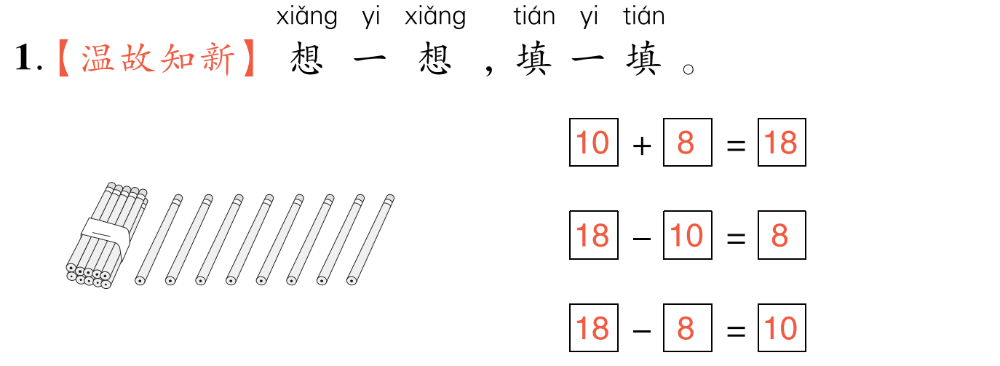 xiǎng yi xiǎng tián yi tián
1.【温故知新】想一想，填一填。
10 + 8 = 18
18 - 10 = 8
18 - 8 = 10